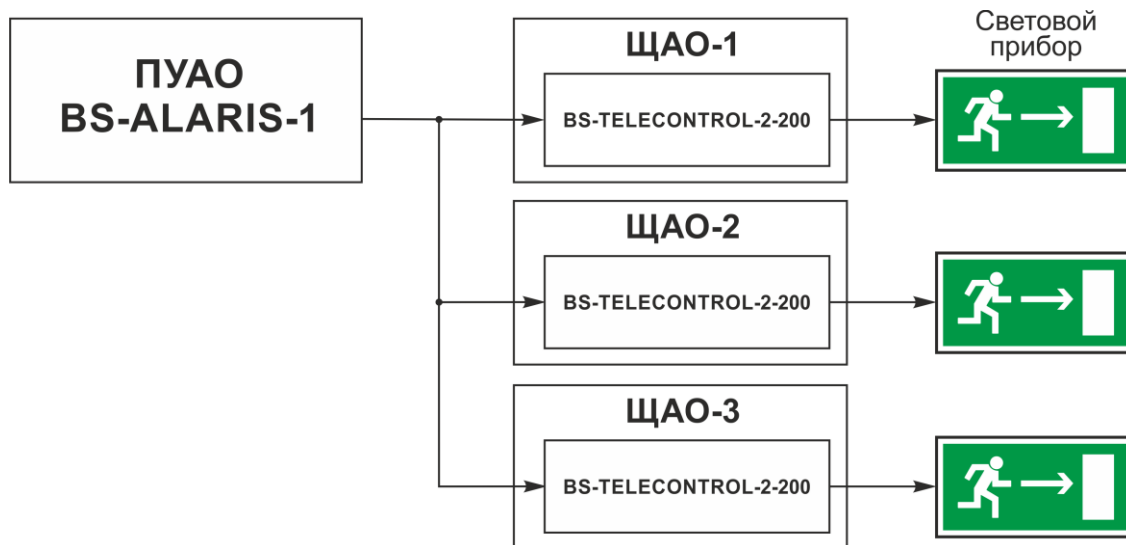 ПУАО
BS-ALARIS-1
ЩАО-1
BS-TELECONTROL-2-200
Световой
прибор
ЩАО-2
BS-TELECONTROL-2-200
ЩАО-3
BS-TELECONTROL-2-200